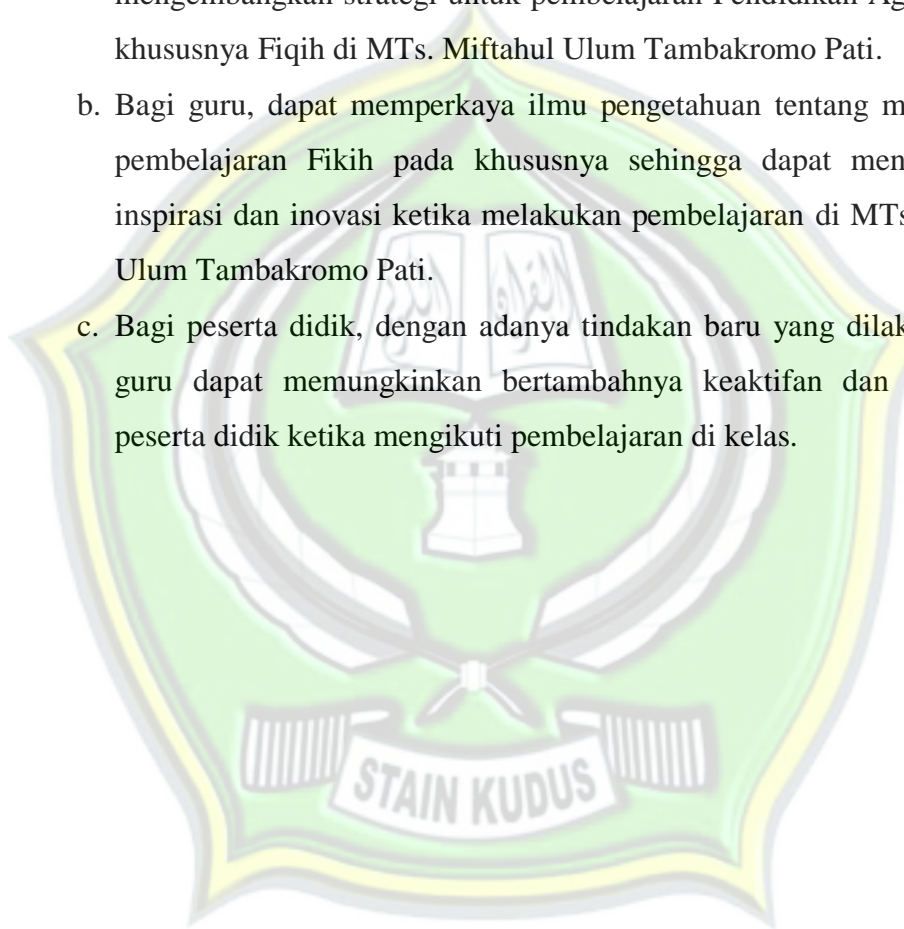 mengembangkan strategi untuk pembelajaran Pendidikan Ag
khususnya Fiqih di MTs. Miftahul Ulum Tambakromo Pati.
b. Bagi guru, dapat memperkaya ilmu pengetahuan tentang m
pembelajaran Fikih pada khususnya sehingga dapat men
inspirasi dan inovasi ketika melakukan pembelajaran di MTs
Ulum Tambakromo Pati.
c. Bagi peserta didik, dengan adanya tindakan baru yang dilak
guru dapat memungkinkan bertambahnya keaktifan dan
peserta didik ketika mengikuti pembelajaran di kelas.
STAIN KUDUS